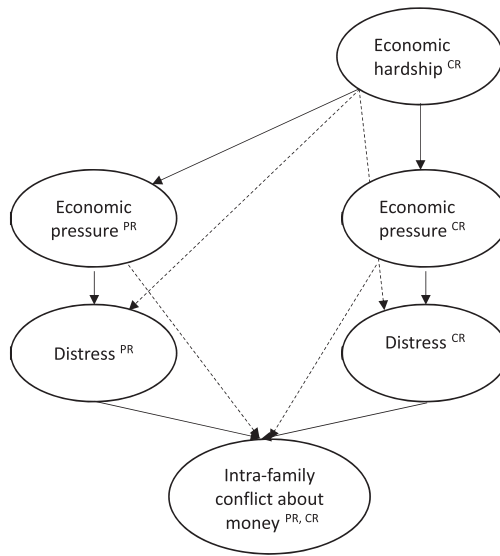 Economic
hardship CR
Economic
pressure PR
Economic
pressure CR
Distress PR
Distress CR
Intra-family
conflict about
money PR, CR